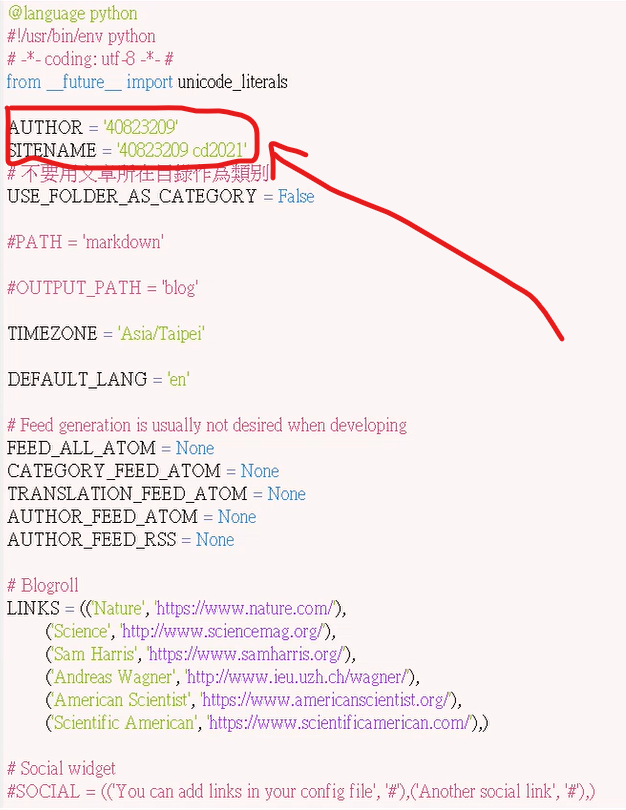 @language python
#!/usr/bin/env python
# -*- coding: utf-8 -*- #
from __future__ import unicode_literals
AUTHOR = '40823209'
SITENAME = '40823209 cd2021'
# 不要用文章所在目錄作為類別
USE_FOLDER_AS_CATEGORY = False
#PATH = 'markdown'
#OUTPUT_PATH = 'blog'
TIMEZONE = 'Asia/Taipei'
DEFAULT_LANG = 'en'
# Feed generation is usually not desired when developing
FEED_ALL_ATOM = None
CATEGORY_FEED_ATOM = None
TRANSLATION_FEED_ATOM = None
AUTHOR_FEED_ATOM = None
AUTHOR_FEED_RSS = None
# Blogroll
LINKS = (('Nature', 'https://www.nature.com/'),
('Science', 'http://www.sciencemag.org/'),
('Sam Harris', 'https://www.samharris.org/'),
('Andreas Wagner', 'http://www.ieu.uzh.ch/wagner/'),
('American Scientist', 'https://www.americanscientist.org/'),
('Scientific American', 'https://www.scientificamerican.com/'),)
# Social widget
#SOCIAL = (('You can add links in your config file', '#'),('Another social link', '#'),)